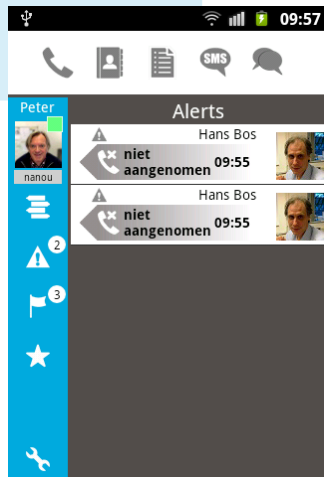 09:57
SMS
Peter
nanou
2
3
Alerts
Hans Bos
niet
aangenomen 09:55
Hans Bos
niet
aangenomen 09:55